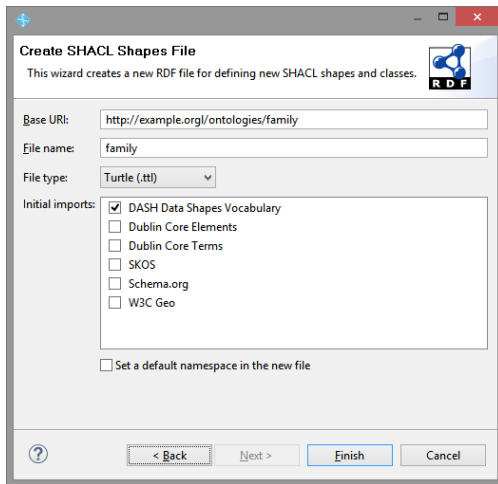 Create SHACL Shapes File
This wizard creates a new RDF file for defining new SHACL shapes and classes.
RDF
Base URI: http://example.orgl/ontologies/family
File name: family
File type: Turtle (.ttl)
Initial imports: DASH Data Shapes Vocabulary
Dublin Core Elements
Dublin Core Terms
SKOS
Schema.org
W3C Geo
Set a default namespace in the new file
? < Back Next > Finish Cancel